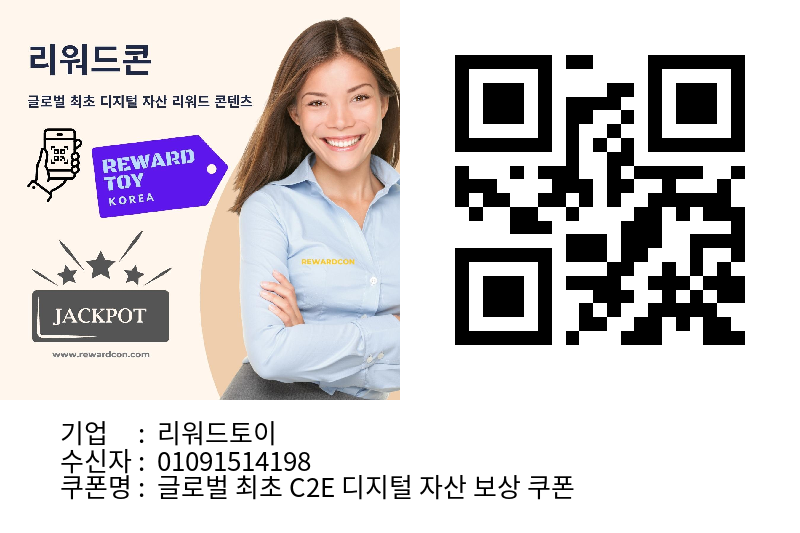 리워드콘
글로벌 최초 디지털 자산 리워드 콘텐츠
REWARD
TOY
KOREA
REWARDCON
JACKPOT
www.rewardcon.com
기업 : 리워드토이
수신자 : 01091514198
쿠폰명 : 글로벌 최초 C2E 디지털 자산 보상 쿠폰